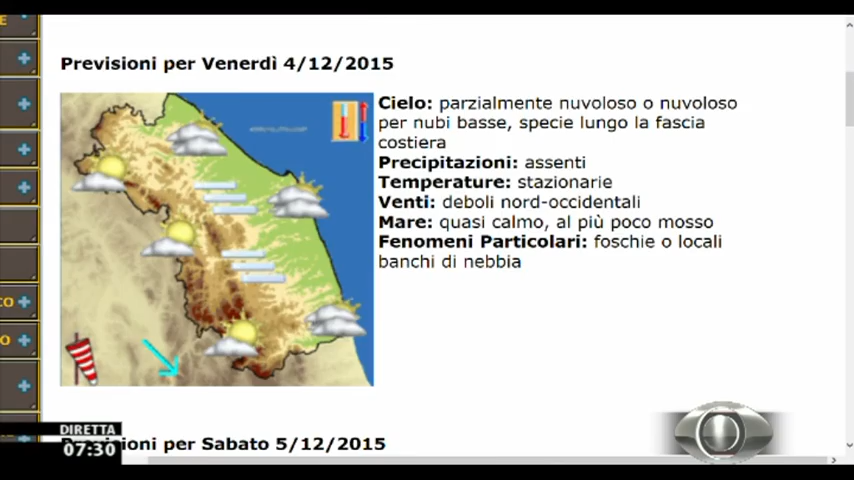 Previsioni per Venerdì 4/12/2015
Cielo: parzialmente nuvoloso o nuvoloso
per nubi basse, specie lungo la fascia
costiera
Precipitazioni: assenti
Temperature: stazionarie
Venti: deboli nord-occidentali
Mare: quasi calmo, al più poco mosso
Fenomeni Particolari: foschie o locali
banchi di nebbia
E
CO
O
DIRETTA
07:30
ioni per Sabato 5/12/2015